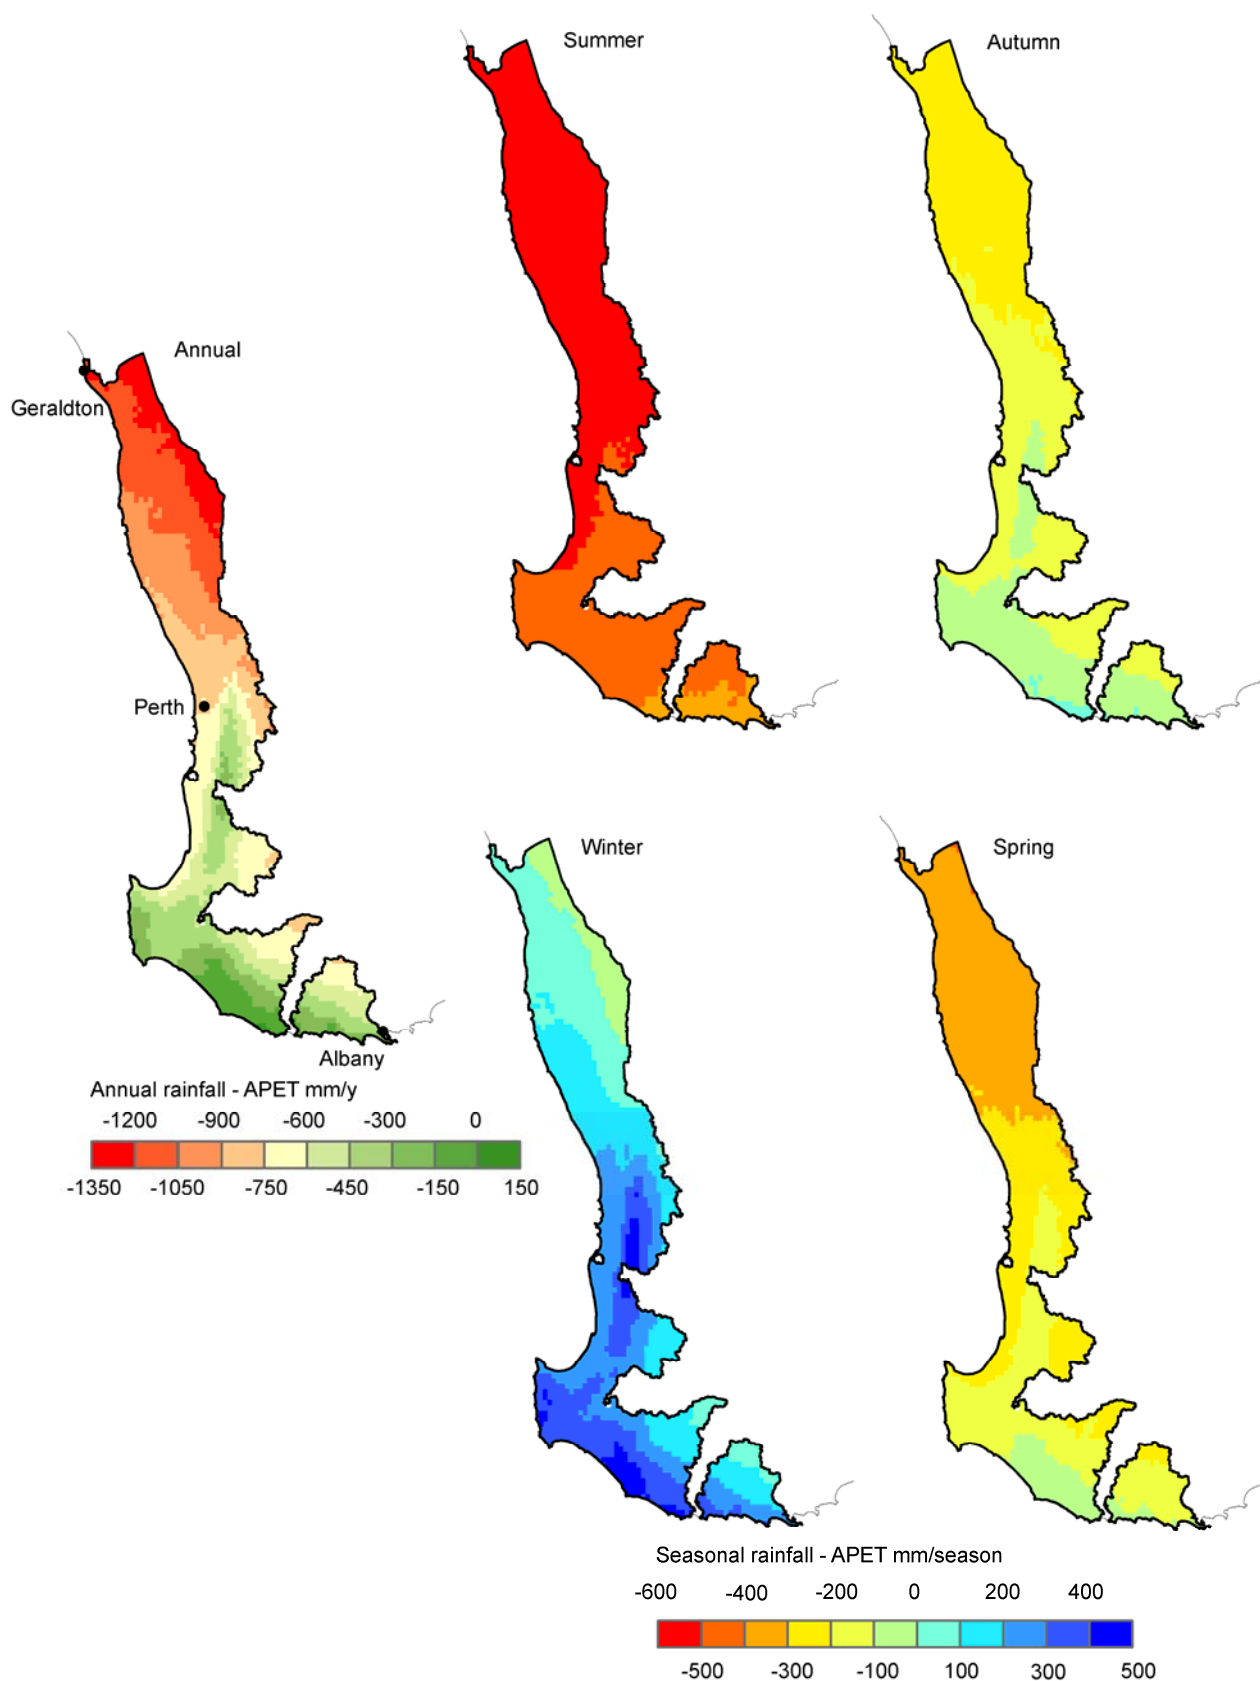 Summer
Autumn
Annual
Geraldton
Perth
Albany
Annual rainfall - APET mm/y
-1200 -900 -600 -300 0
-1350 -1050 -750 -450 -150 150
Winter
Spring
Seasonal rainfall - APET mm/season
-600 -400 -200 0 200 400
-500 -300 -100 100 300 500